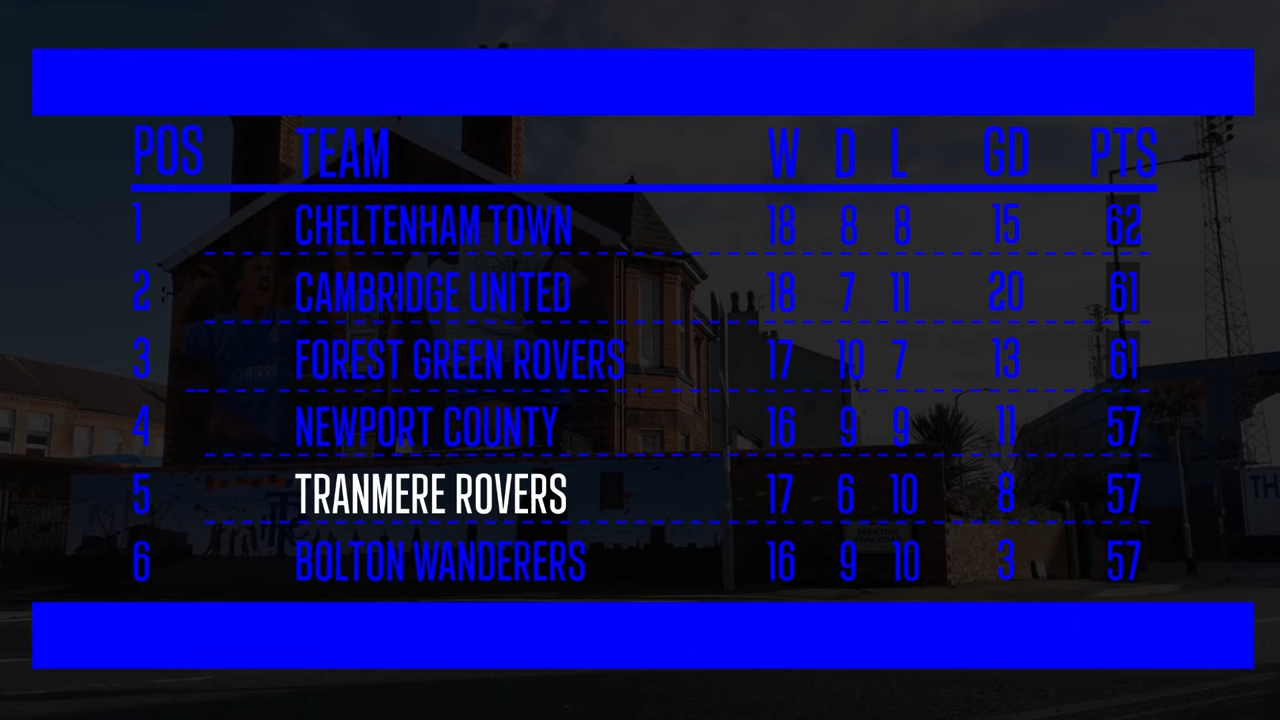 POS TEAM W D L GD PTS
1 CHELTENHAM TOWN 18 8 8 15 62
2 CAMBRIDGE UNITED 18 7 11 20 61
3 FOREST GREEN ROVERS 17 10 7 13 61
4 NEWPORT COUNTY 16 9 9 11 57
5 TRANMERE ROVERS 17 6 10 8 57
6 BOLTON WANDERERS 16 9 10 3 57